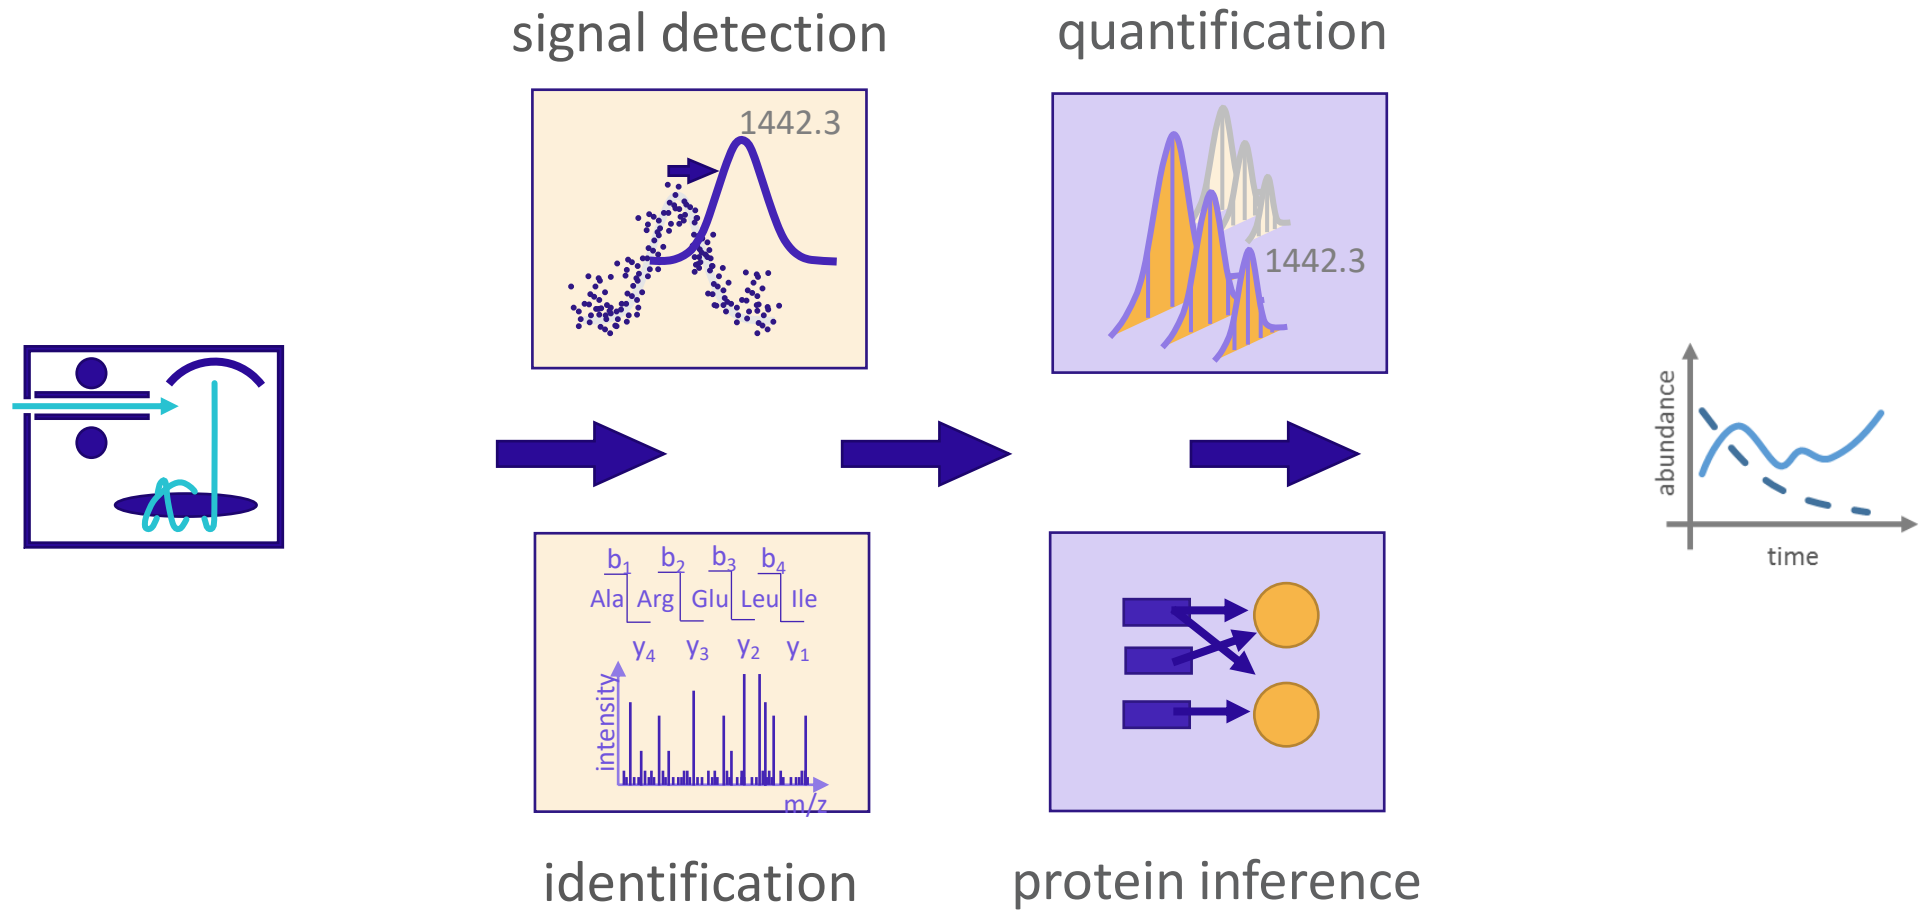 signal detection
1442.3
quantification
1442.3
b₁ b₂ b₃ b₄
Ala Arg Glu Leu Ile
y₄ y₃ y₂ y₁
intensity
m/z
identification
protein inference
abundance
time